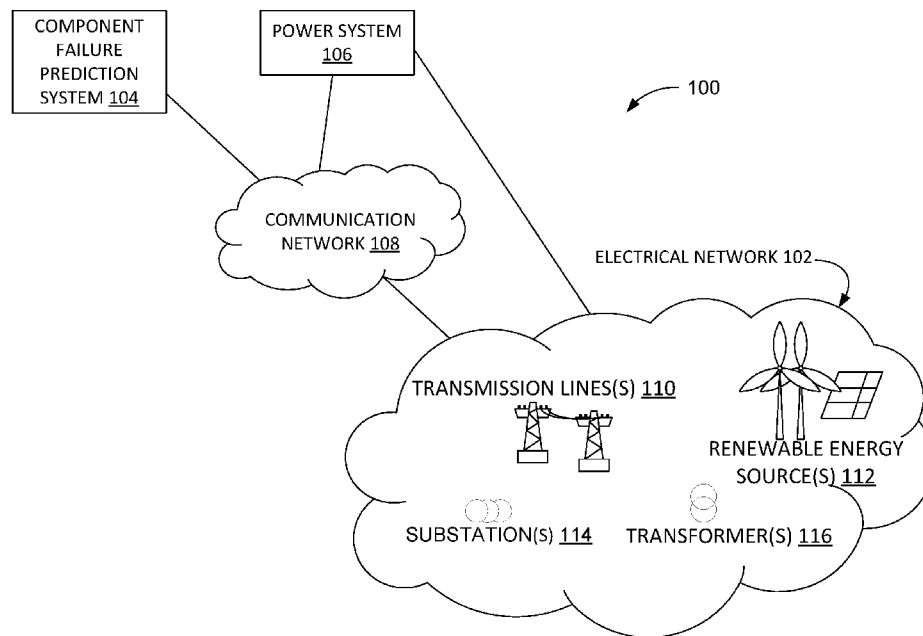 COMPONENT
FAILURE
PREDICTION
SYSTEM 104
POWER SYSTEM
106
100
COMMUNICATION
NETWORK 108
ELECTRICAL NETWORK 102
TRANSMISSION LINES(S) 110
RENEWABLE ENERGY
SOURCE(S) 112
SUBSTATION(S) 114
TRANSFORMER(S) 116